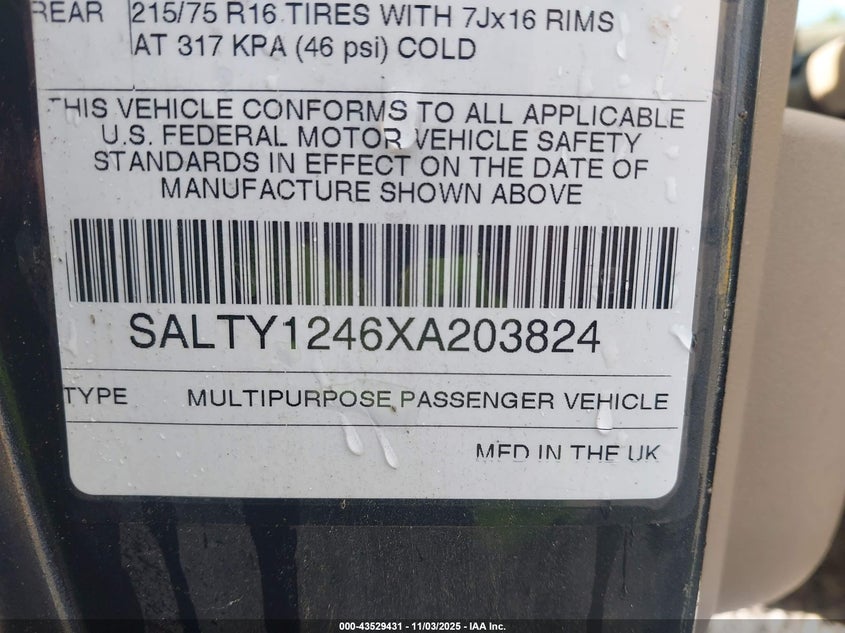 REAR 215/75 R16 TIRES WITH 7Jx16 RIMS
AT 317 KPA (46 psi) COLD
THIS VEHICLE CONFORMS TO ALL APPLICABLE
U.S. FEDERAL MOTOR VEHICLE SAFETY
STANDARDS IN EFFECT ON THE DATE OF
MANUFACTURE SHOWN ABOVE
SALTY1246XA203824
TYPE MULTIPURPOSE PASSENGER VEHICLE
MFD IN THE UK
000-43529431 - 11/03/2025 - IAA Inc.